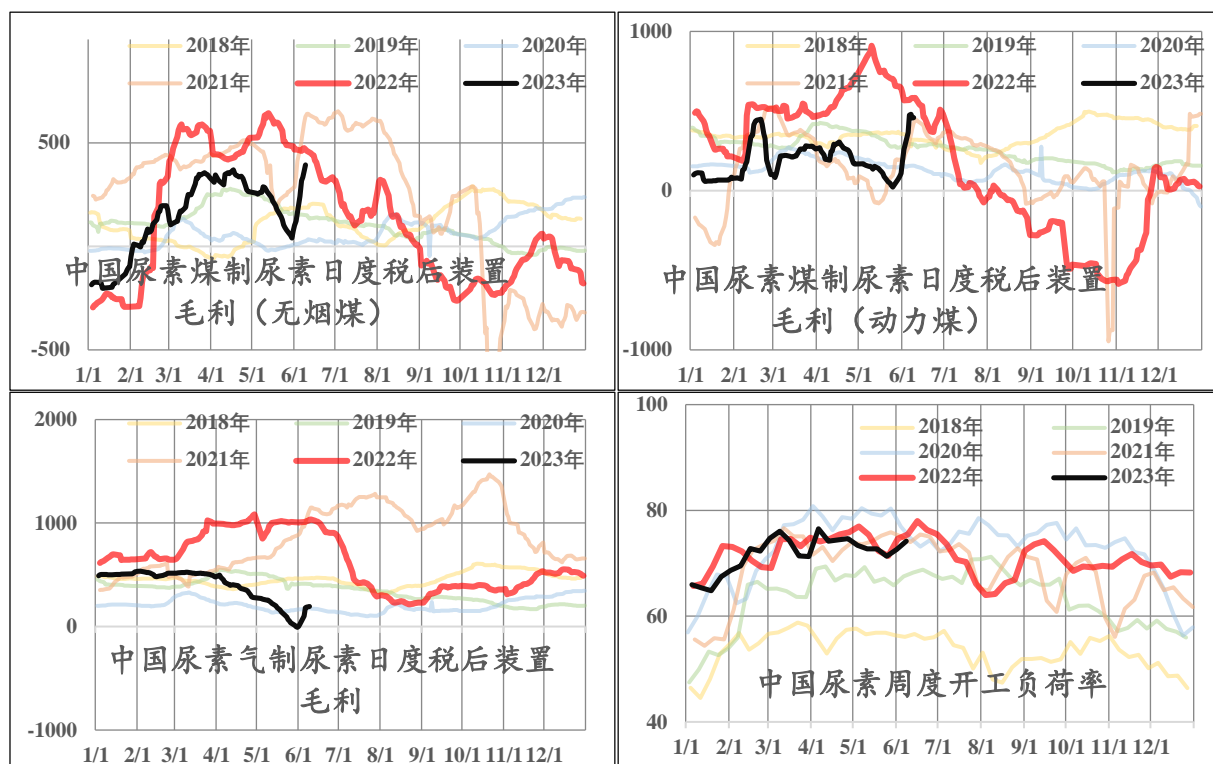 2018年 2019年 2020年
2021年 2022年 2023年
500
-500
中国尿素煤制尿素日度税后装置
毛利（无烟煤）
1/1 2/1 3/1 4/1 5/1 6/1 7/1 8/1 9/1 10/1 11/1 12/1
1000
0
-1000
2018年 2019年 2020年
2021年 2022年 2023年
中国尿素煤制尿素日度税后装置
毛利（动力煤）
1/1 2/1 3/1 4/1 5/1 6/1 7/1 8/1 9/1 10/1 11/1 12/1
2000
1000
0
-1000
2018年 2019年 2020年
2021年 2022年 2023年
中国尿素气制尿素日度税后装置
毛利
1/1 2/1 3/1 4/1 5/1 6/1 7/1 8/1 9/1 10/1 11/1 12/1
100
80
60
40
2018年 2019年
2020年 2021年
2022年 2023年
中国尿素周度开工负荷率
1/1 2/1 3/1 4/1 5/1 6/1 7/1 8/1 9/1 10/1 11/1 12/1